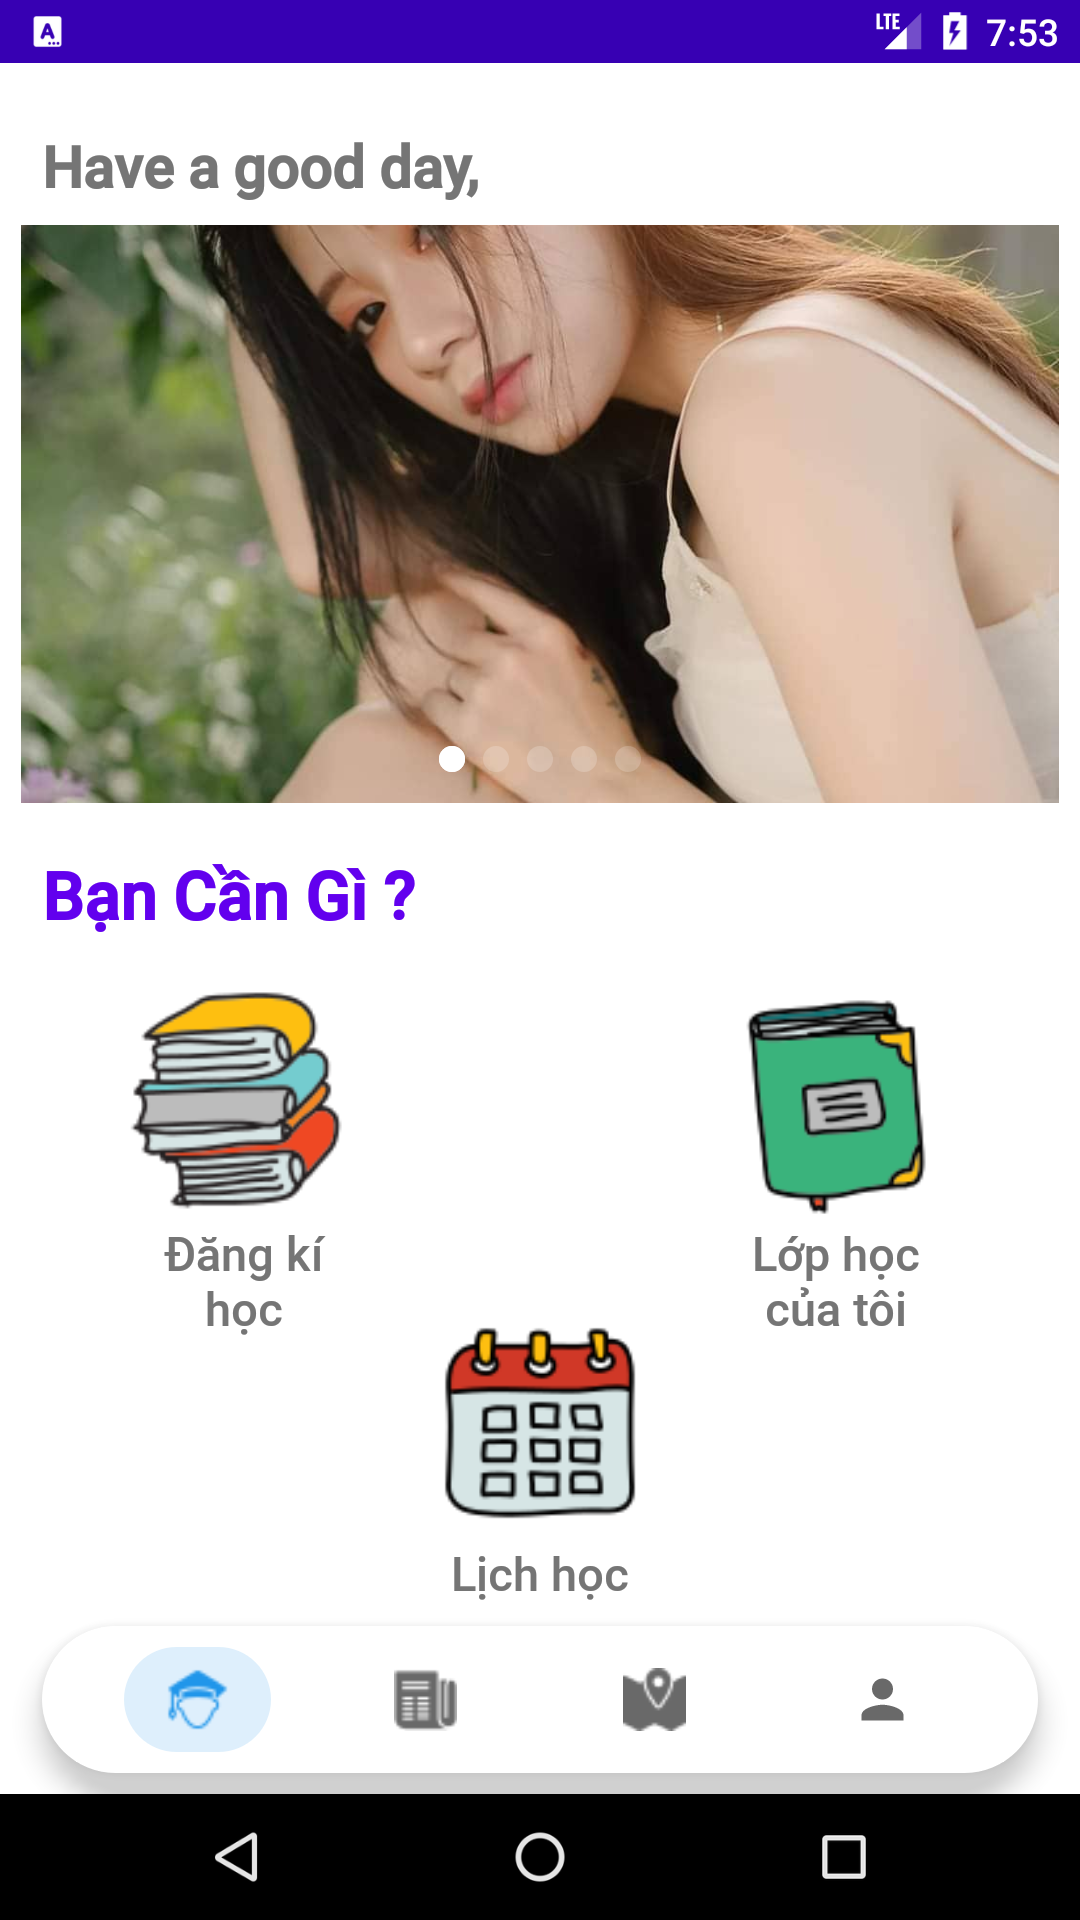 LTE 7:53
Have a good day,
Bạn Cần Gì ?
Đăng kí
học
Lớp học
của tôi
Lịch học